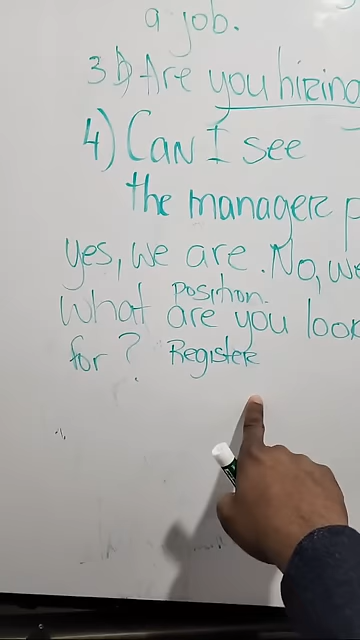 a job.
3b) Are you hiring
4) Can I see
the manager p
yes, we are. No, we
Position
What are you look
for? Register